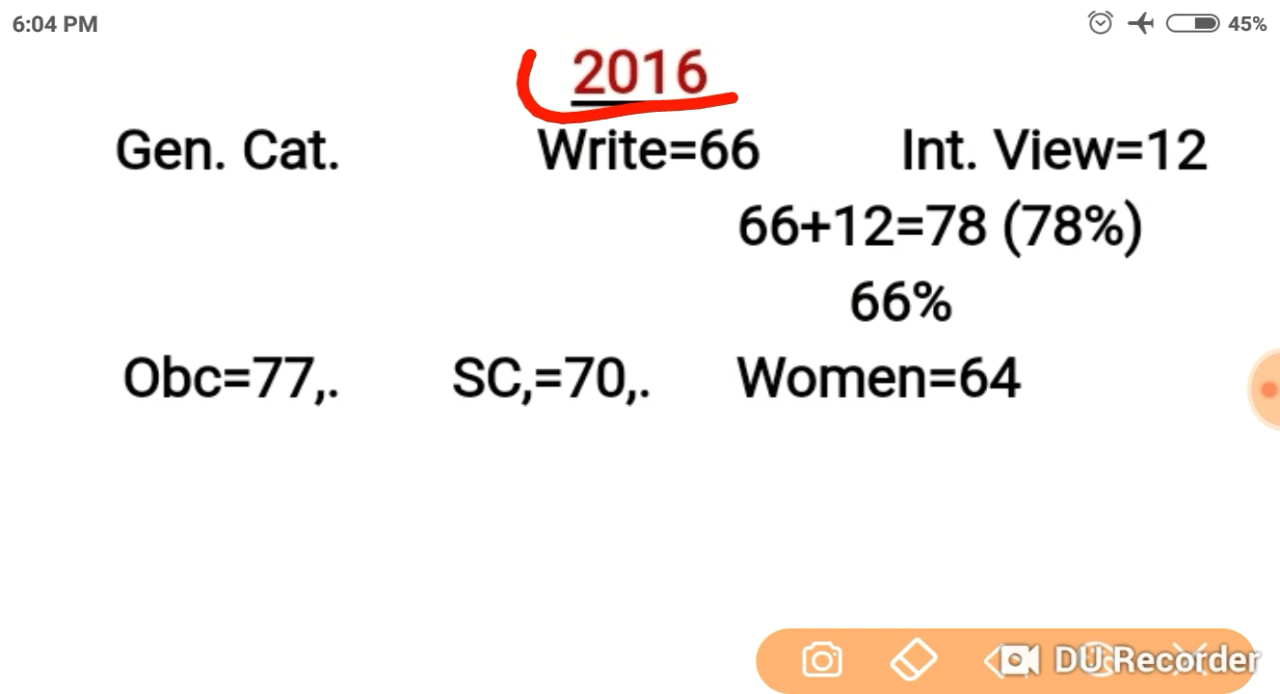 6:04 PM 45%
2016
Gen. Cat. Write=66 Int. View=12
66+12=78 (78%)
66%
Obc=77,. SC,=70,. Women=64
DU Recorder